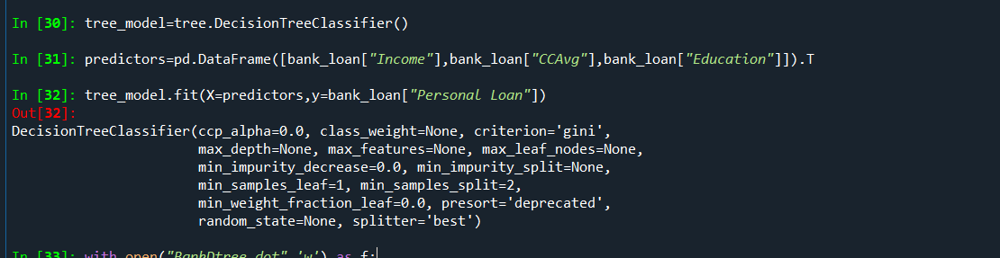 In [30]: tree_model=tree.DecisionTreeClassifier()
In [31]: predictors=pd.DataFrame([bank_loan["Income"],bank_loan["CCAvg"],bank_loan["Education"]]).T
In [32]: tree_model.fit(X=predictors,y=bank_loan["Personal Loan"])
Out[32]:
DecisionTreeClassifier(ccp_alpha=0.0, class_weight=None, criterion='gini',
max_depth=None, max_features=None, max_leaf_nodes=None,
min_impurity_decrease=0.0, min_impurity_split=None,
min_samples_leaf=1, min_samples_split=2,
min_weight_fraction_leaf=0.0, presort='deprecated',
random_state=None, splitter='best')
In [33]: with open("BankDtree.dot",'w') as f: